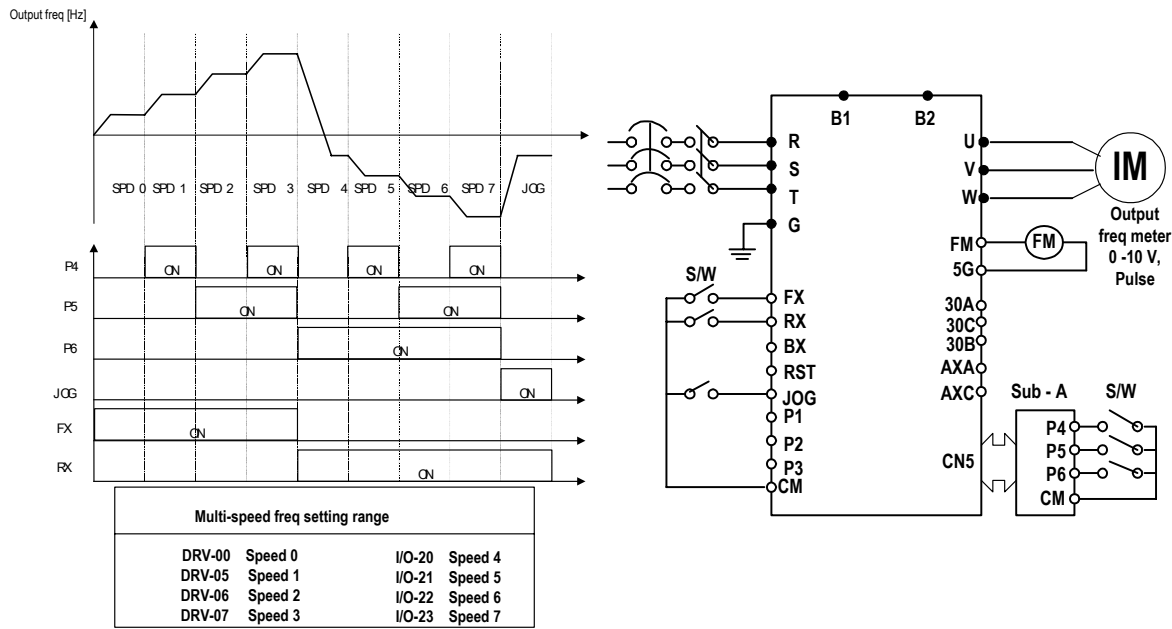 Output freq [Hz]
SPD 0 SPD 1 SPD 2 SPD 3 SPD 4 SPD 5 SPD 6 SPD 7 JOG
P4 ON ON ON ON
P5 ON ON
P6 ON
JOG ON
FX ON
RX ON
Multi-speed freq setting range
DRV-00 Speed 0 I/O-20 Speed 4
DRV-05 Speed 1 I/O-21 Speed 5
DRV-06 Speed 2 I/O-22 Speed 6
DRV-07 Speed 3 I/O-23 Speed 7
B1 B2
R
S
T
G
U
V
W
IM
Output
freq meter
0 -10 V,
Pulse
FM
FM
5G
S/W
FX
RX
BX
RST
JOG
P1
P2
P3
CM
30A
30C
30B
AXA
AXC
CN5
Sub - A S/W
P4
P5
P6
CM